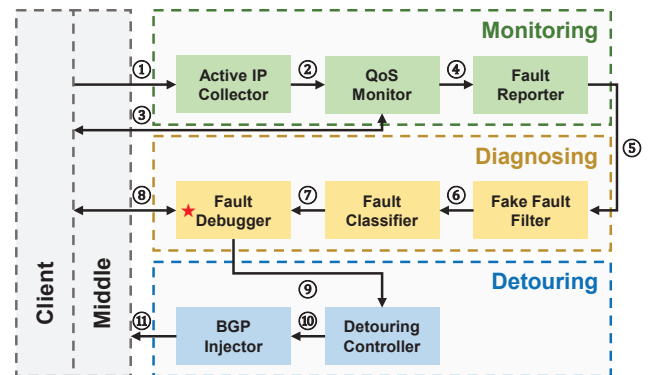 Monitoring
①
Active IP
Collector
②
QoS
Monitor
④
Fault
Reporter
③
⑤
Diagnosing
⑧
Fault
Debugger
⑦
Fault
Classifier
⑥
Fake Fault
Filter
Client
Middle
⑨
Detouring
⑪
BGP
Injector
⑩
Detouring
Controller